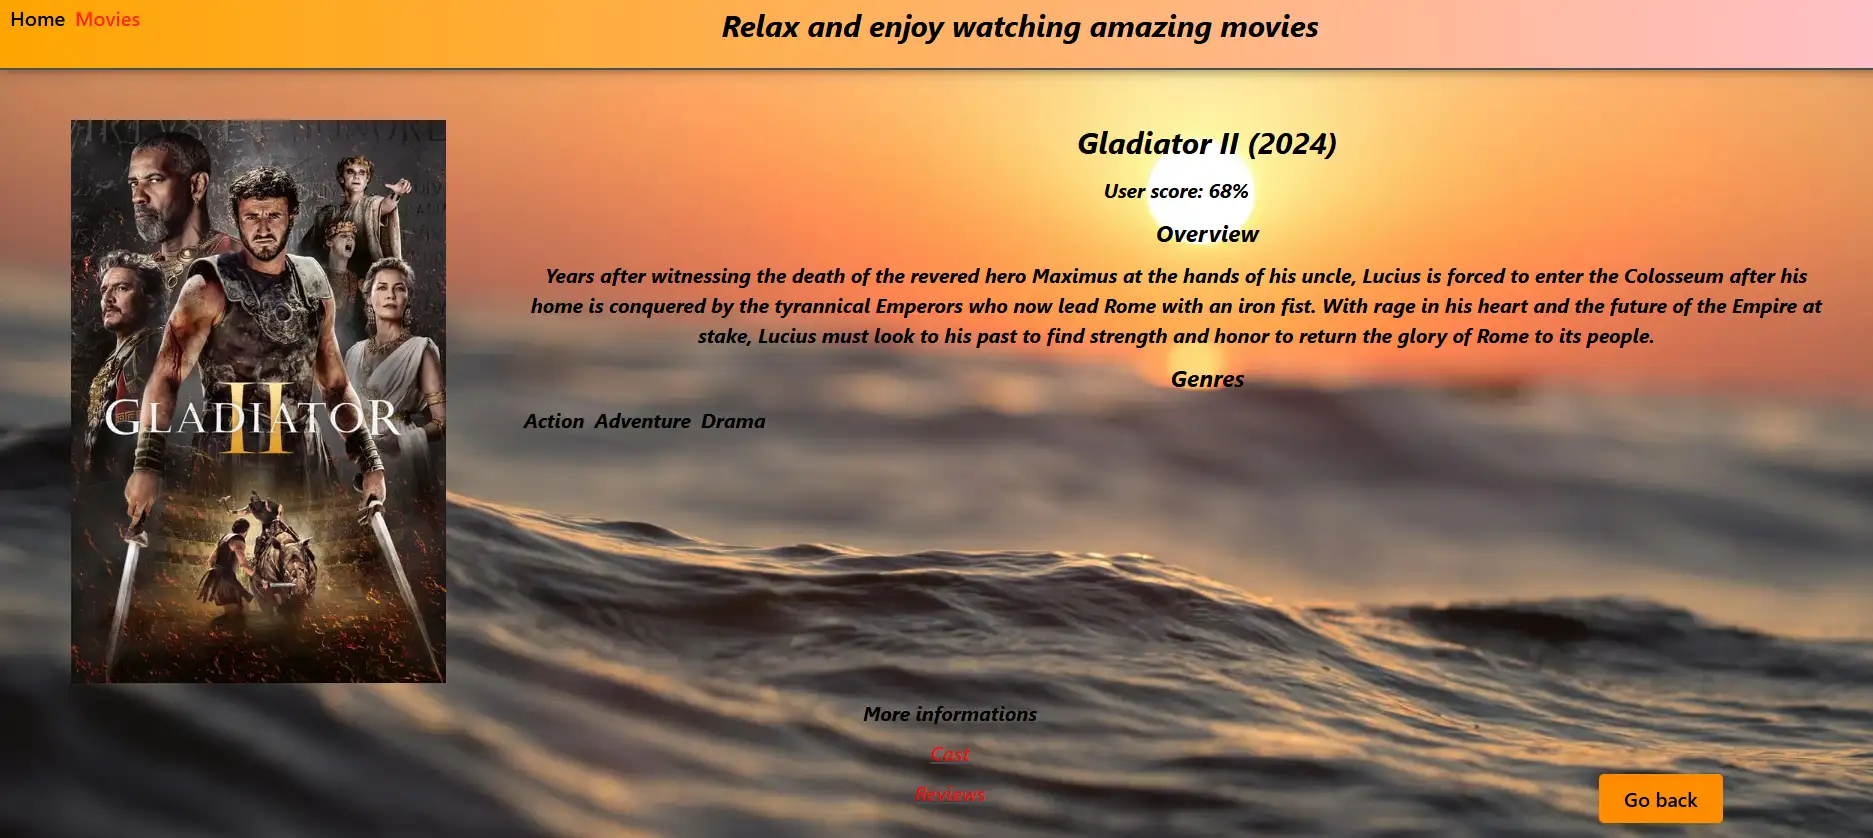 Home Movies
Relax and enjoy watching amazing movies
Gladiator II (2024)
User score: 68%
Overview
Years after witnessing the death of the revered hero Maximus at the hands of his uncle, Lucius is forced to enter the Colosseum after his
home is conquered by the tyrannical Emperors who now lead Rome with an iron fist. With rage in his heart and the future of the Empire at
stake, Lucius must look to his past to find strength and honor to return the glory of Rome to its people.
Genres
Action Adventure Drama
GLADIATOR
II
More informations
Cast
Reviews
Go back